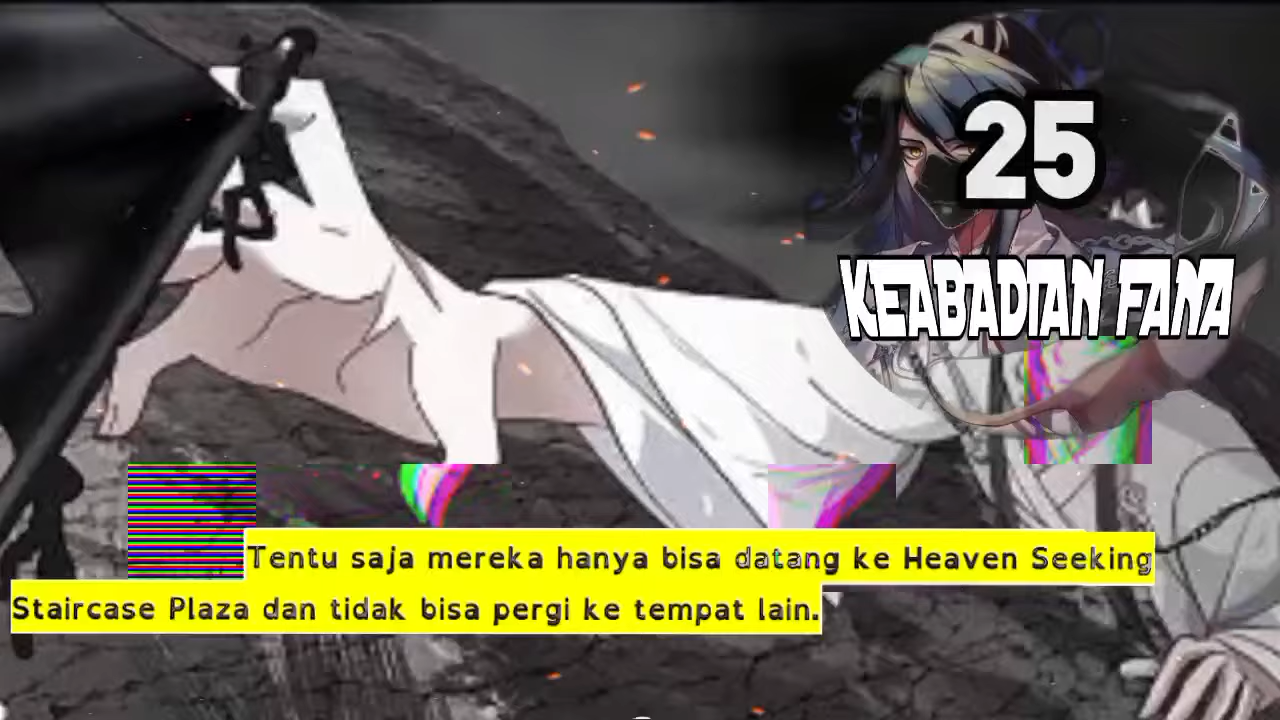 25
KEABADIAN FANA
Tentu saja mereka hanya bisa datang ke Heaven Seeking
Staircase Plaza dan tidak bisa pergi ke tempat lain.